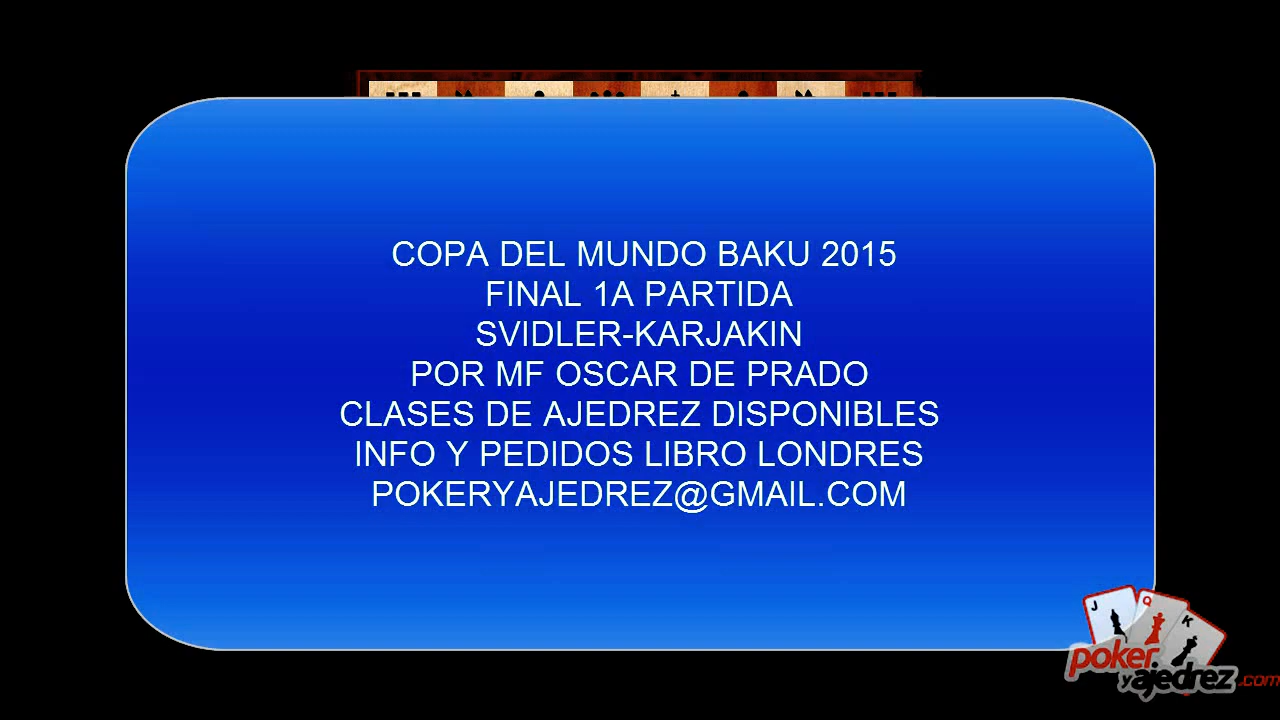 COPA DEL MUNDO BAKU 2015
FINAL 1A PARTIDA
SVIDLER-KARJAKIN
POR MF OSCAR DE PRADO
CLASES DE AJEDREZ DISPONIBLES
INFO Y PEDIDOS LIBRO LONDRES
POKERYAJEDREZ@GMAIL.COM
J Q K
poker
yajedrez.com